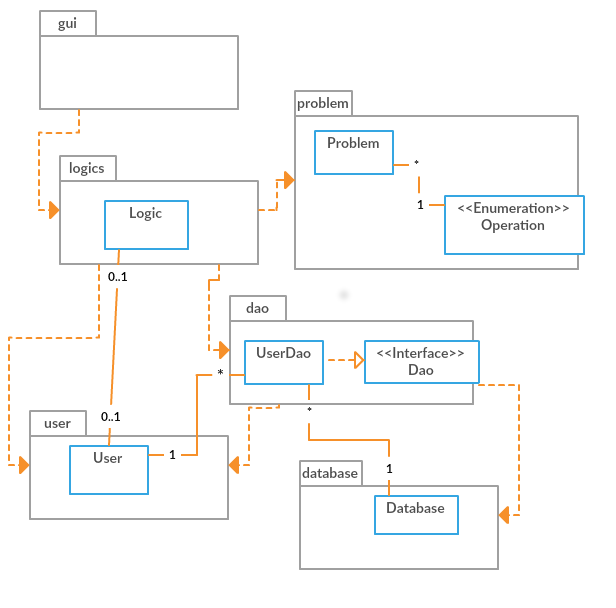 gui
problem
Problem
*
1
<<Enumeration>>
Operation
logics
Logic
0..1
dao
UserDao
<<Interface>>
Dao
*
*
0..1
user
User
1
1
database
Database